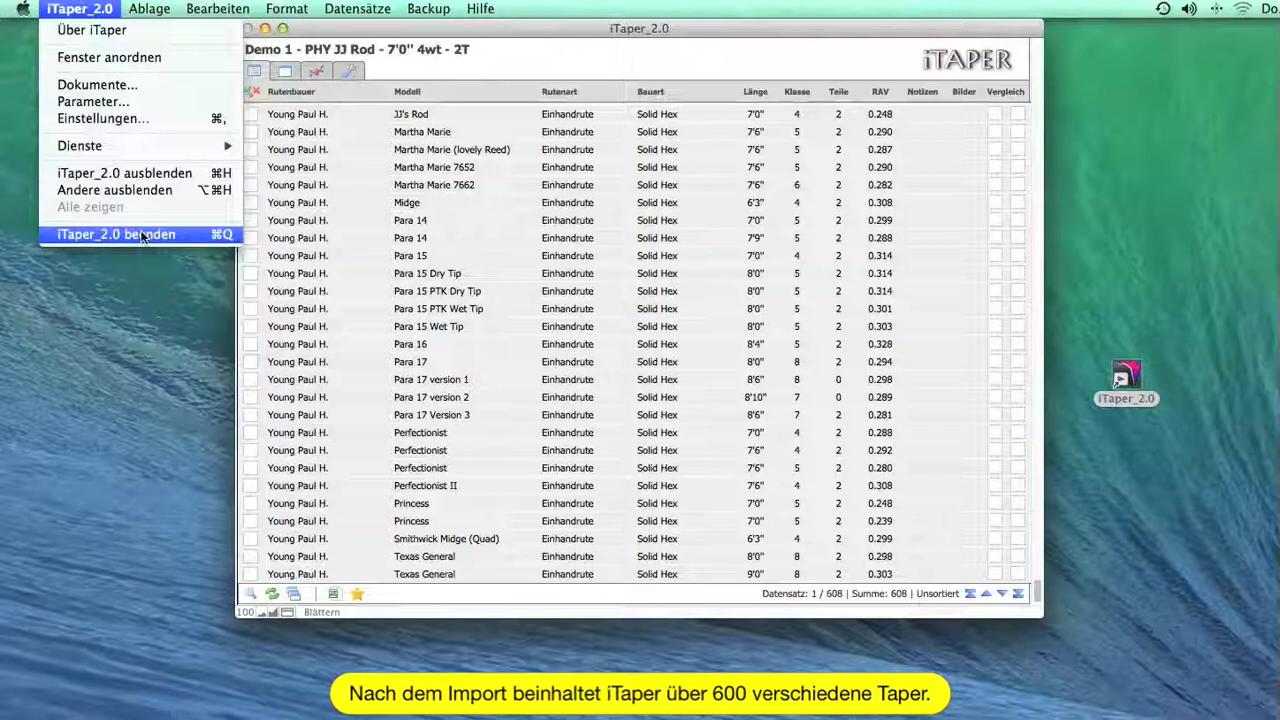 iTaper_2.0 Ablage Bearbeiten Format Datensätze Backup Hilfe Do.
Über iTaper
Fenster anordnen
Dokumente...
Parameter...
Einstellungen... ⌘,
Dienste
iTaper_2.0 ausblenden ⌘H
Andere ausblenden ⌥⌘H
Alle zeigen
iTaper_2.0 beenden ⌘Q
iTaper_2.0
Demo 1 - PHY JJ Rod - 7'0'' 4wt - 2T
iTAPER
Rutenbauer Modell Rutenart Bauart Länge Klasse Teile RAV Notizen Bilder Vergleich
Young Paul H. JJ's Rod Einhandrute Solid Hex 7'0" 4 2 0.248
Young Paul H. Martha Marie Einhandrute Solid Hex 7'6" 5 2 0.290
Young Paul H. Martha Marie (lovely Reed) Einhandrute Solid Hex 7'6" 5 2 0.287
Young Paul H. Martha Marie 7652 Einhandrute Solid Hex 7'6" 5 2 0.290
Young Paul H. Martha Marie 7662 Einhandrute Solid Hex 7'6" 6 2 0.282
Young Paul H. Midge Einhandrute Solid Hex 6'3" 4 2 0.308
Young Paul H. Para 14 Einhandrute Solid Hex 7'0" 5 2 0.299
Young Paul H. Para 14 Einhandrute Solid Hex 7'9" 5 2 0.288
Young Paul H. Para 15 Einhandrute Solid Hex 7'0" 4 2 0.314
Young Paul H. Para 15 Dry Tip Einhandrute Solid Hex 8'0" 5 2 0.314
Young Paul H. Para 15 PTK Dry Tip Einhandrute Solid Hex 8'0" 5 2 0.314
Young Paul H. Para 15 PTK Wet Tip Einhandrute Solid Hex 8'0" 5 2 0.301
Young Paul H. Para 15 Wet Tip Einhandrute Solid Hex 8'0" 5 2 0.303
Young Paul H. Para 16 Einhandrute Solid Hex 8'4" 5 2 0.328
Young Paul H. Para 17 Einhandrute Solid Hex 8'0" 8 2 0.294
Young Paul H. Para 17 version 1 Einhandrute Solid Hex 8'6" 8 0 0.298
Young Paul H. Para 17 version 2 Einhandrute Solid Hex 8'10" 7 0 0.289
Young Paul H. Para 17 Version 3 Einhandrute Solid Hex 8'6" 7 2 0.281
Young Paul H. Perfectionist Einhandrute Solid Hex 7'0" 4 2 0.288
Young Paul H. Perfectionist Einhandrute Solid Hex 7'6" 4 2 0.292
Young Paul H. Perfectionist Einhandrute Solid Hex 7'6" 5 2 0.280
Young Paul H. Perfectionist II Einhandrute Solid Hex 7'6" 4 2 0.308
Young Paul H. Princess Einhandrute Solid Hex 7'0" 5 2 0.248
Young Paul H. Princess Einhandrute Solid Hex 7'0" 5 2 0.239
Young Paul H. Smithwick Midge (Quad) Einhandrute Solid Hex 6'3" 4 2 0.299
Young Paul H. Texas General Einhandrute Solid Hex 8'0" 8 2 0.298
Young Paul H. Texas General Einhandrute Solid Hex 9'0" 8 2 0.303
Datensatz: 1 / 608 | Summe: 608 | Unsortiert
100 Blättern
iTaper_2.0
Nach dem Import beinhaltet iTaper über 600 verschiedene Taper.